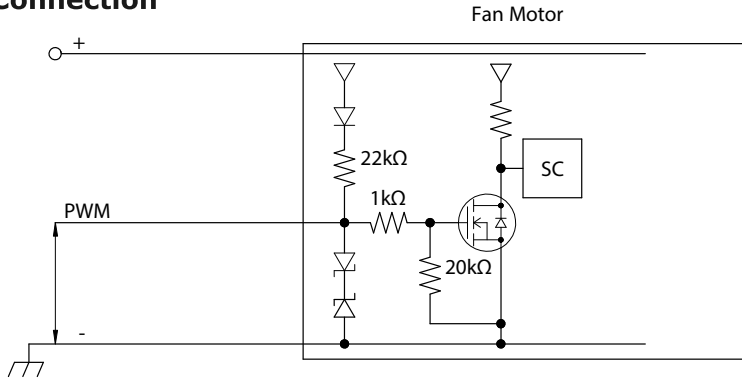 Connection
Fan Motor
+
22kΩ
SC
1kΩ
PWM
20kΩ
-